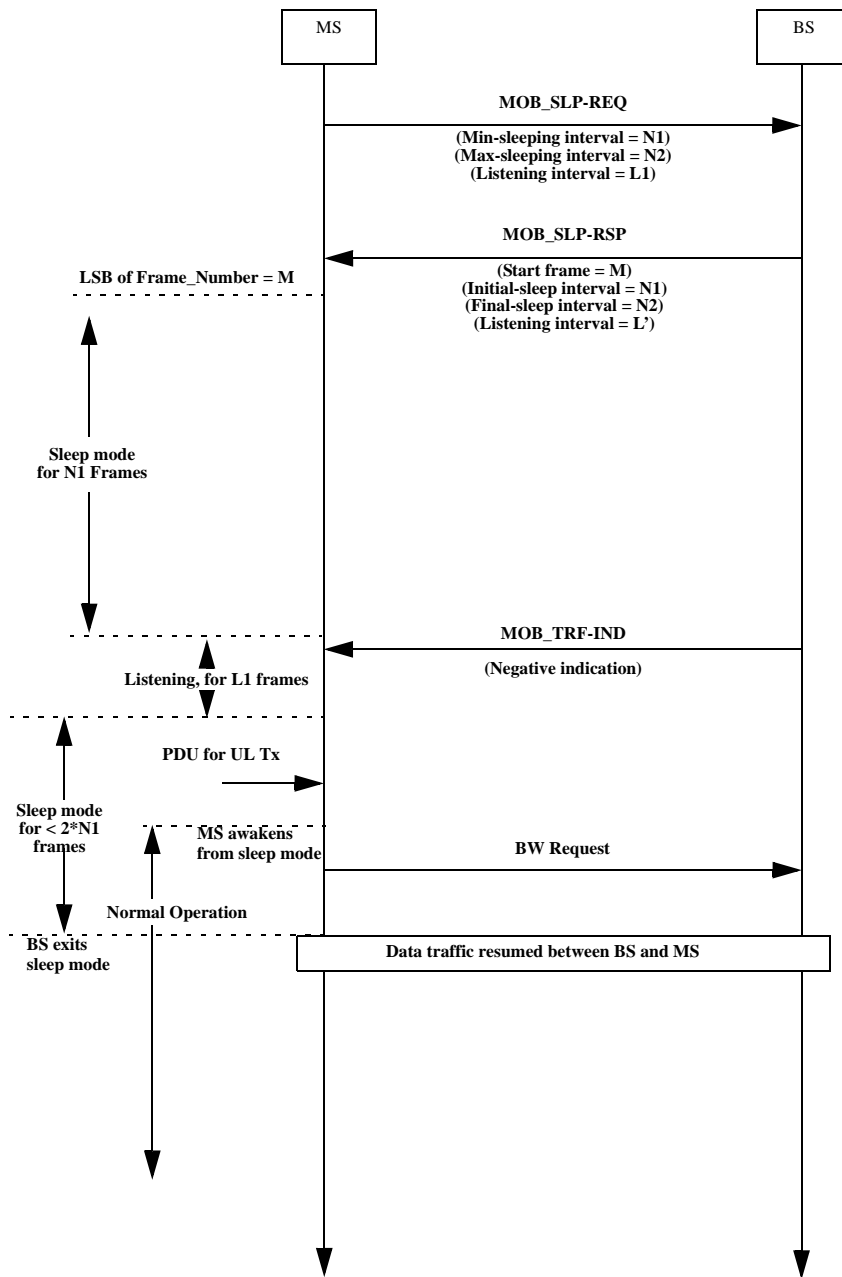 MS
BS
MOB_SLP-REQ
(Min-sleeping interval = N1)
(Max-sleeping interval = N2)
(Listening interval = L1)
MOB_SLP-RSP
(Start frame = M)
(Initial-sleep interval = N1)
(Final-sleep interval = N2)
(Listening interval = L’)
LSB of Frame_Number = M
Sleep mode
for N1 Frames
MOB_TRF-IND
(Negative indication)
Listening, for L1 frames
PDU for UL Tx
Sleep mode
for < 2*N1
frames
MS awakens
from sleep mode
BW Request
Normal Operation
BS exits
sleep mode
Data traffic resumed between BS and MS